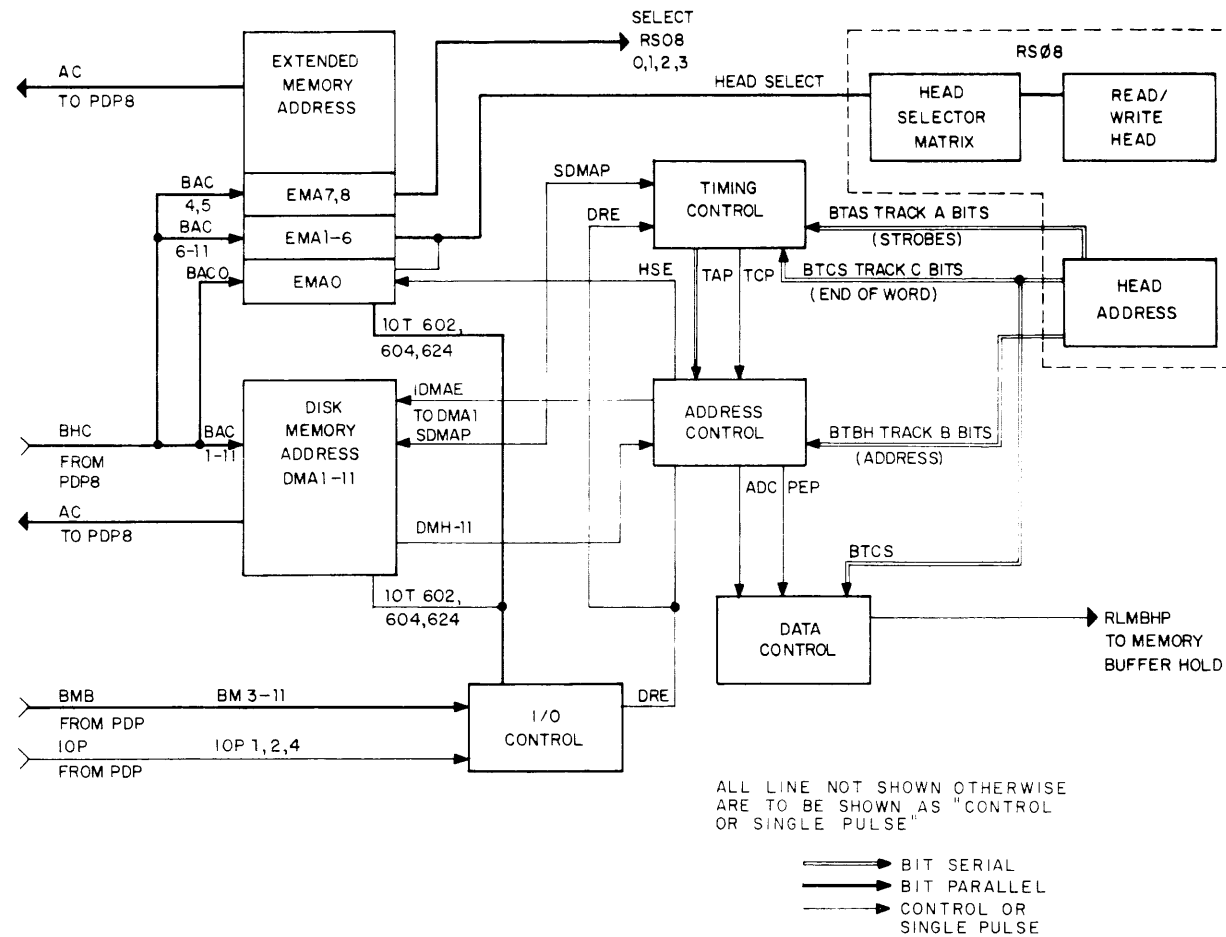 SELECT
RS08
0,1,2,3
RSØ8
EXTENDED
MEMORY
ADDRESS
AC
TO PDP8
HEAD SELECT
HEAD
SELECTOR
MATRIX
READ/
WRITE
HEAD
BAC
4,5
EMA7,8
BAC
6-11
EMA1-6
BACO
EMAO
SDMAP
DRE
TIMING
CONTROL
BTAS TRACK A BITS
(STROBES)
HSE
TAP
TCP
BTCS TRACK C BITS
(END OF WORD)
HEAD
ADDRESS
IOT 602,
604,624
DISK
MEMORY
ADDRESS
DMA1-11
IDMAE
TO DMA1
SDMAP
ADDRESS
CONTROL
BTBH TRACK B BITS
(ADDRESS)
BHC
FROM
PDP8
BAC
1-11
AC
TO PDP8
DMH-11
ADC
PEP
BTCS
IOT 602,
604,624
DATA
CONTROL
RLMBHP
TO MEMORY
BUFFER HOLD
BMB
FROM PDP
BM 3-11
I/O
CONTROL
DRE
IOP
FROM PDP
IOP 1,2,4
ALL LINE NOT SHOWN OTHERWISE
ARE TO BE SHOWN AS "CONTROL
OR SINGLE PULSE"
BIT SERIAL
BIT PARALLEL
CONTROL OR
SINGLE PULSE